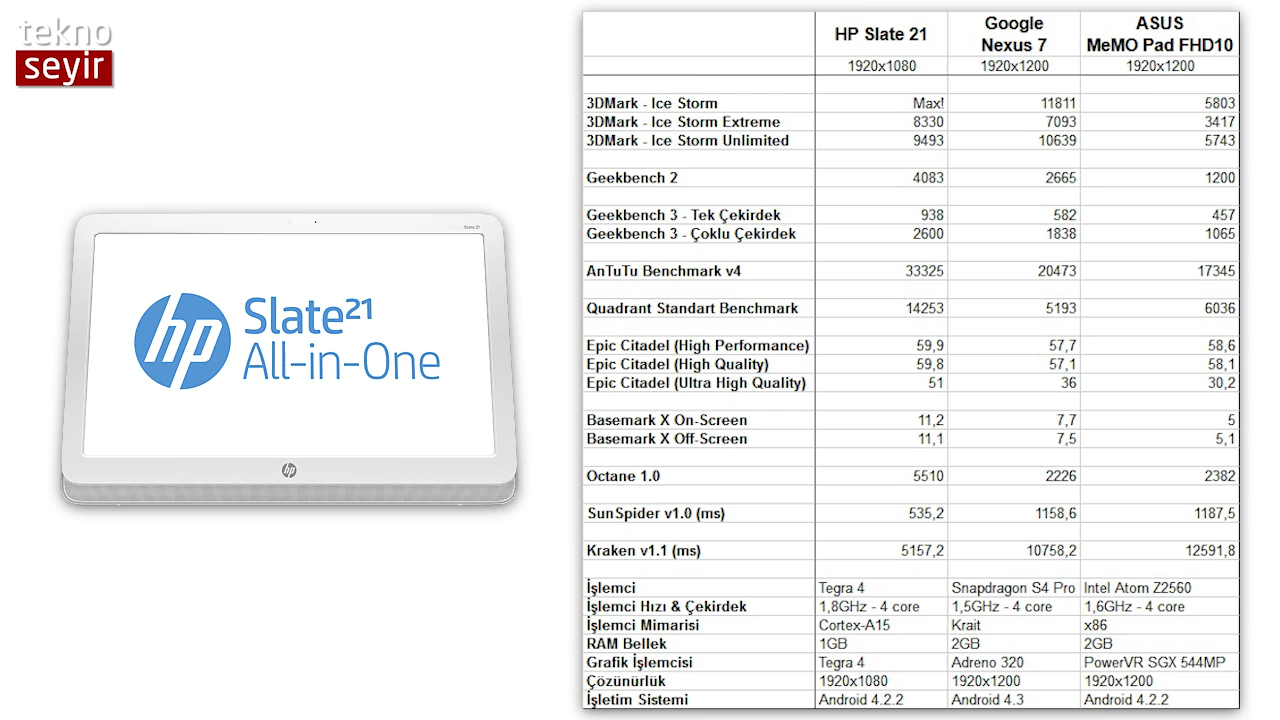 tekno
seyir
Slate 21
hp
Slate21
All-in-One
hp
HP Slate 21 Google Nexus 7 ASUS MeMO Pad FHD10
1920x1080 1920x1200 1920x1200
3DMark - Ice Storm Max! 11811 5803
3DMark - Ice Storm Extreme 8330 7093 3417
3DMark - Ice Storm Unlimited 9493 10639 5743
Geekbench 2 4083 2665 1200
Geekbench 3 - Tek Çekirdek 938 582 457
Geekbench 3 - Çoklu Çekirdek 2600 1838 1065
AnTuTu Benchmark v4 33325 20473 17345
Quadrant Standart Benchmark 14253 5193 6036
Epic Citadel (High Performance) 59,9 57,7 58,6
Epic Citadel (High Quality) 59,8 57,1 58,1
Epic Citadel (Ultra High Quality) 51 36 30,2
Basemark X On-Screen 11,2 7,7 5
Basemark X Off-Screen 11,1 7,5 5,1
Octane 1.0 5510 2226 2382
SunSpider v1.0 (ms) 535,2 1158,6 1187,5
Kraken v1.1 (ms) 5157,2 10758,2 12591,8
İşlemci Tegra 4 Snapdragon S4 Pro Intel Atom Z2560
İşlemci Hızı & Çekirdek 1,8GHz - 4 core 1,5GHz - 4 core 1,6GHz - 4 core
İşlemci Mimarisi Cortex-A15 Krait x86
RAM Bellek 1GB 2GB 2GB
Grafik İşlemcisi Tegra 4 Adreno 320 PowerVR SGX 544MP
Çözünürlük 1920x1080 1920x1200 1920x1200
İşletim Sistemi Android 4.2.2 Android 4.3 Android 4.2.2